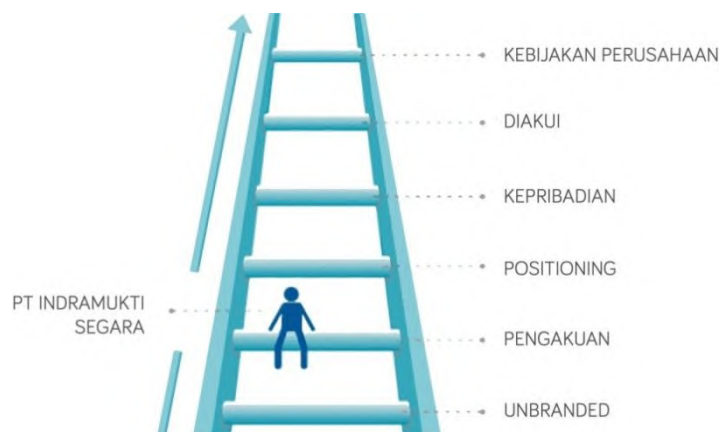 KEBIJAKAN PERUSAHAAN
DIAKUI
KEPRIBADIAN
POSITIONING
PT INDRAMUKTI
SEGARA
PENGAKUAN
UNBRANDED